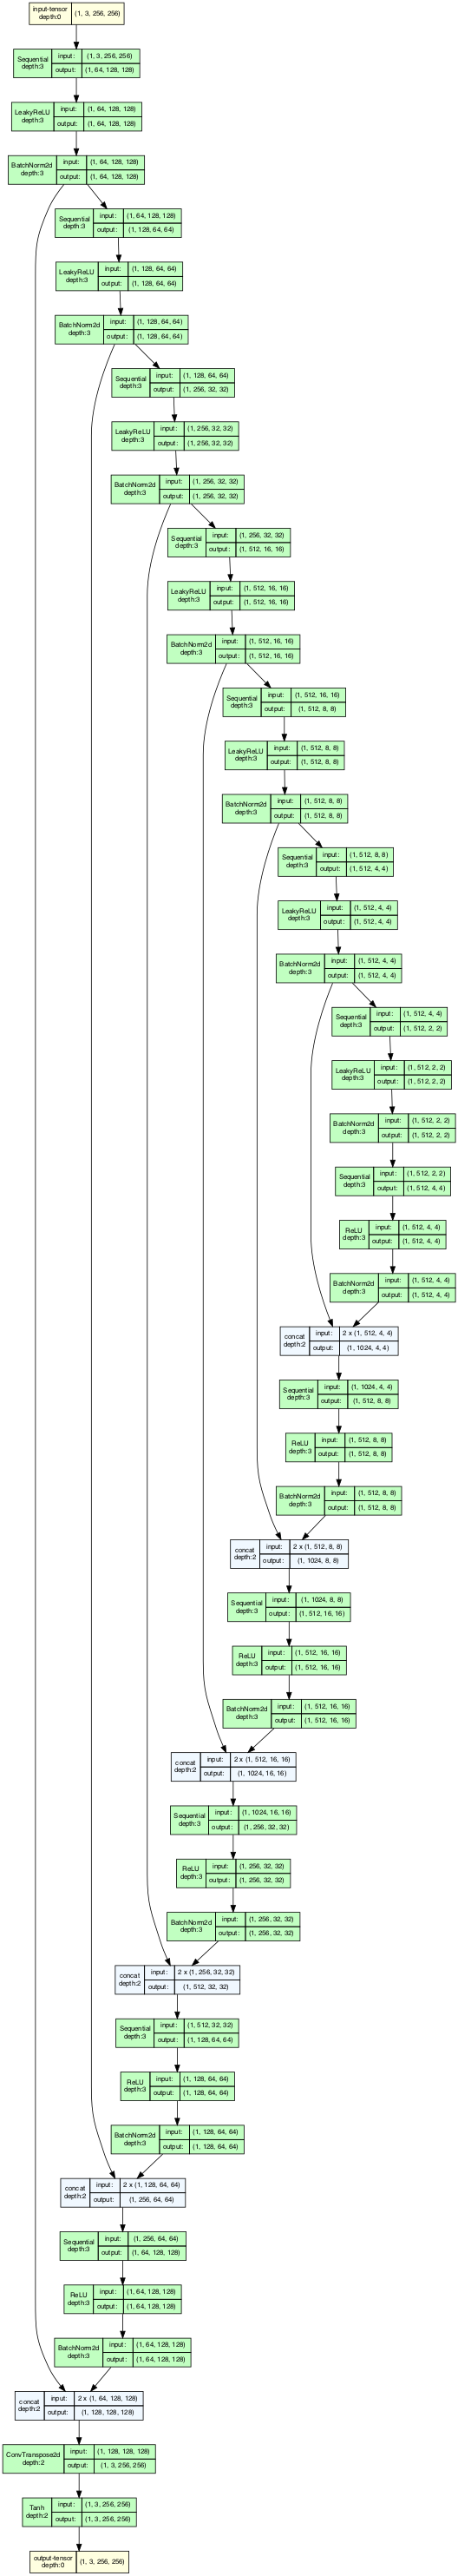 input-tensor
depth:0
(1, 3, 256, 256)
Sequential
depth:3
input:
(1, 3, 256, 256)
output:
(1, 64, 128, 128)
LeakyReLU
depth:3
input:
(1, 64, 128, 128)
output:
(1, 64, 128, 128)
BatchNorm2d
depth:3
input:
(1, 64, 128, 128)
output:
(1, 64, 128, 128)
Sequential
depth:3
input:
(1, 64, 128, 128)
output:
(1, 128, 64, 64)
LeakyReLU
depth:3
input:
(1, 128, 64, 64)
output:
(1, 128, 64, 64)
BatchNorm2d
depth:3
input:
(1, 128, 64, 64)
output:
(1, 128, 64, 64)
Sequential
depth:3
input:
(1, 128, 64, 64)
output:
(1, 256, 32, 32)
LeakyReLU
depth:3
input:
(1, 256, 32, 32)
output:
(1, 256, 32, 32)
BatchNorm2d
depth:3
input:
(1, 256, 32, 32)
output:
(1, 256, 32, 32)
Sequential
depth:3
input:
(1, 256, 32, 32)
output:
(1, 512, 16, 16)
LeakyReLU
depth:3
input:
(1, 512, 16, 16)
output:
(1, 512, 16, 16)
BatchNorm2d
depth:3
input:
(1, 512, 16, 16)
output:
(1, 512, 16, 16)
Sequential
depth:3
input:
(1, 512, 16, 16)
output:
(1, 512, 8, 8)
LeakyReLU
depth:3
input:
(1, 512, 8, 8)
output:
(1, 512, 8, 8)
BatchNorm2d
depth:3
input:
(1, 512, 8, 8)
output:
(1, 512, 8, 8)
Sequential
depth:3
input:
(1, 512, 8, 8)
output:
(1, 512, 4, 4)
LeakyReLU
depth:3
input:
(1, 512, 4, 4)
output:
(1, 512, 4, 4)
BatchNorm2d
depth:3
input:
(1, 512, 4, 4)
output:
(1, 512, 4, 4)
Sequential
depth:3
input:
(1, 512, 4, 4)
output:
(1, 512, 2, 2)
LeakyReLU
depth:3
input:
(1, 512, 2, 2)
output:
(1, 512, 2, 2)
BatchNorm2d
depth:3
input:
(1, 512, 2, 2)
output:
(1, 512, 2, 2)
Sequential
depth:3
input:
(1, 512, 2, 2)
output:
(1, 512, 4, 4)
ReLU
depth:3
input:
(1, 512, 4, 4)
output:
(1, 512, 4, 4)
BatchNorm2d
depth:3
input:
(1, 512, 4, 4)
output:
(1, 512, 4, 4)
concat
depth:2
input:
2 x (1, 512, 4, 4)
output:
(1, 1024, 4, 4)
Sequential
depth:3
input:
(1, 1024, 4, 4)
output:
(1, 512, 8, 8)
ReLU
depth:3
input:
(1, 512, 8, 8)
output:
(1, 512, 8, 8)
BatchNorm2d
depth:3
input:
(1, 512, 8, 8)
output:
(1, 512, 8, 8)
concat
depth:2
input:
2 x (1, 512, 8, 8)
output:
(1, 1024, 8, 8)
Sequential
depth:3
input:
(1, 1024, 8, 8)
output:
(1, 512, 16, 16)
ReLU
depth:3
input:
(1, 512, 16, 16)
output:
(1, 512, 16, 16)
BatchNorm2d
depth:3
input:
(1, 512, 16, 16)
output:
(1, 512, 16, 16)
concat
depth:2
input:
2 x (1, 512, 16, 16)
output:
(1, 1024, 16, 16)
Sequential
depth:3
input:
(1, 1024, 16, 16)
output:
(1, 256, 32, 32)
ReLU
depth:3
input:
(1, 256, 32, 32)
output:
(1, 256, 32, 32)
BatchNorm2d
depth:3
input:
(1, 256, 32, 32)
output:
(1, 256, 32, 32)
concat
depth:2
input:
2 x (1, 256, 32, 32)
output:
(1, 512, 32, 32)
Sequential
depth:3
input:
(1, 512, 32, 32)
output:
(1, 128, 64, 64)
ReLU
depth:3
input:
(1, 128, 64, 64)
output:
(1, 128, 64, 64)
BatchNorm2d
depth:3
input:
(1, 128, 64, 64)
output:
(1, 128, 64, 64)
concat
depth:2
input:
2 x (1, 128, 64, 64)
output:
(1, 256, 64, 64)
Sequential
depth:3
input:
(1, 256, 64, 64)
output:
(1, 64, 128, 128)
ReLU
depth:3
input:
(1, 64, 128, 128)
output:
(1, 64, 128, 128)
BatchNorm2d
depth:3
input:
(1, 64, 128, 128)
output:
(1, 64, 128, 128)
concat
depth:2
input:
2 x (1, 64, 128, 128)
output:
(1, 128, 128, 128)
ConvTranspose2d
depth:2
input:
(1, 128, 128, 128)
output:
(1, 3, 256, 256)
Tanh
depth:2
input:
(1, 3, 256, 256)
output:
(1, 3, 256, 256)
output-tensor
depth:0
(1, 3, 256, 256)